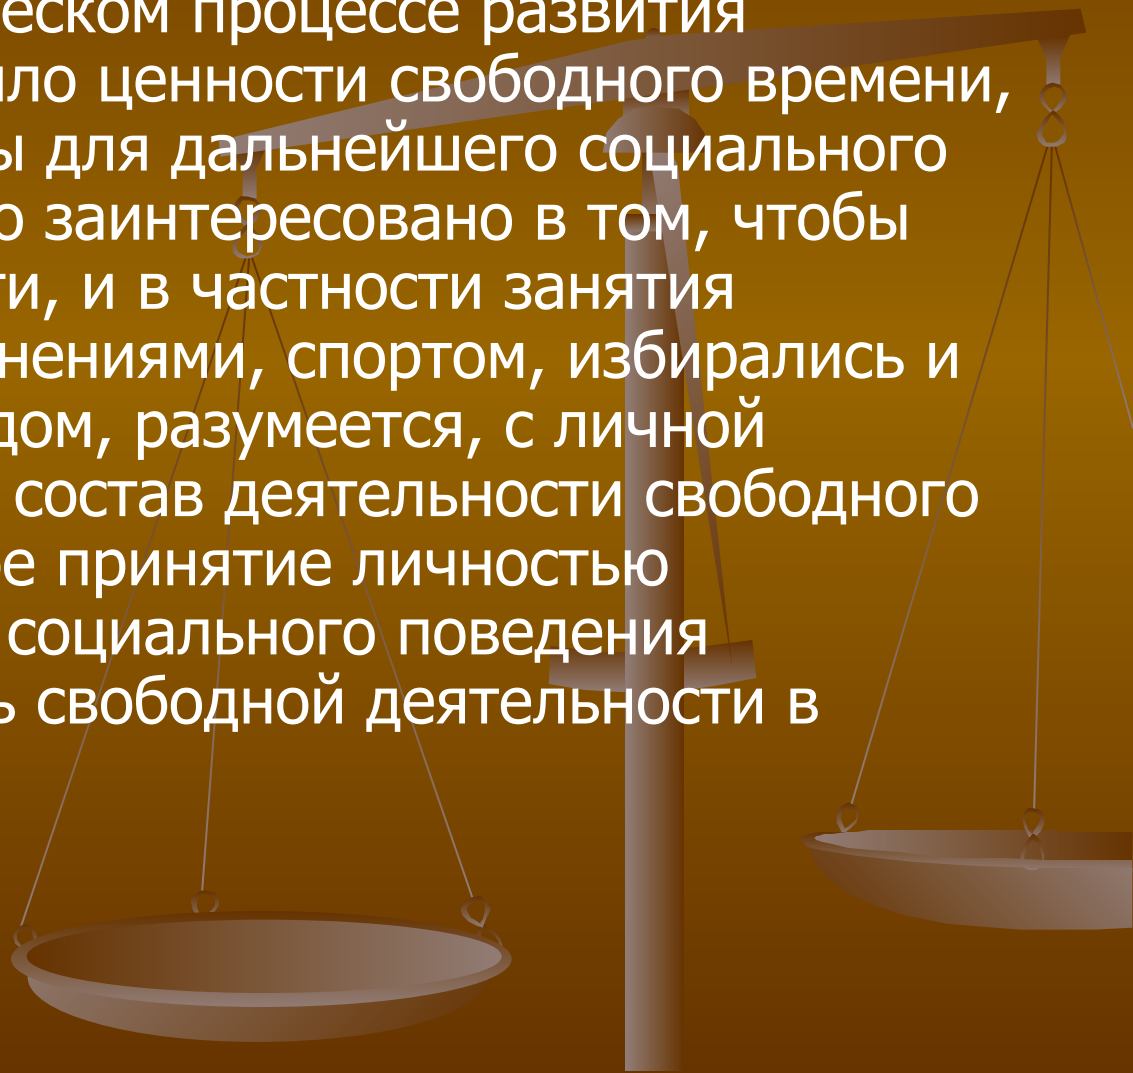 еском процессе развития
ло ценности свободного времени,
ы для дальнейшего социального
о заинтересовано в том, чтобы
ти, и в частности занятия
нениями, спортом, избирались и
дом, разумеется, с личной
состав деятельности свободного
е принятие личностью
социального поведения
ь свободной деятельности в